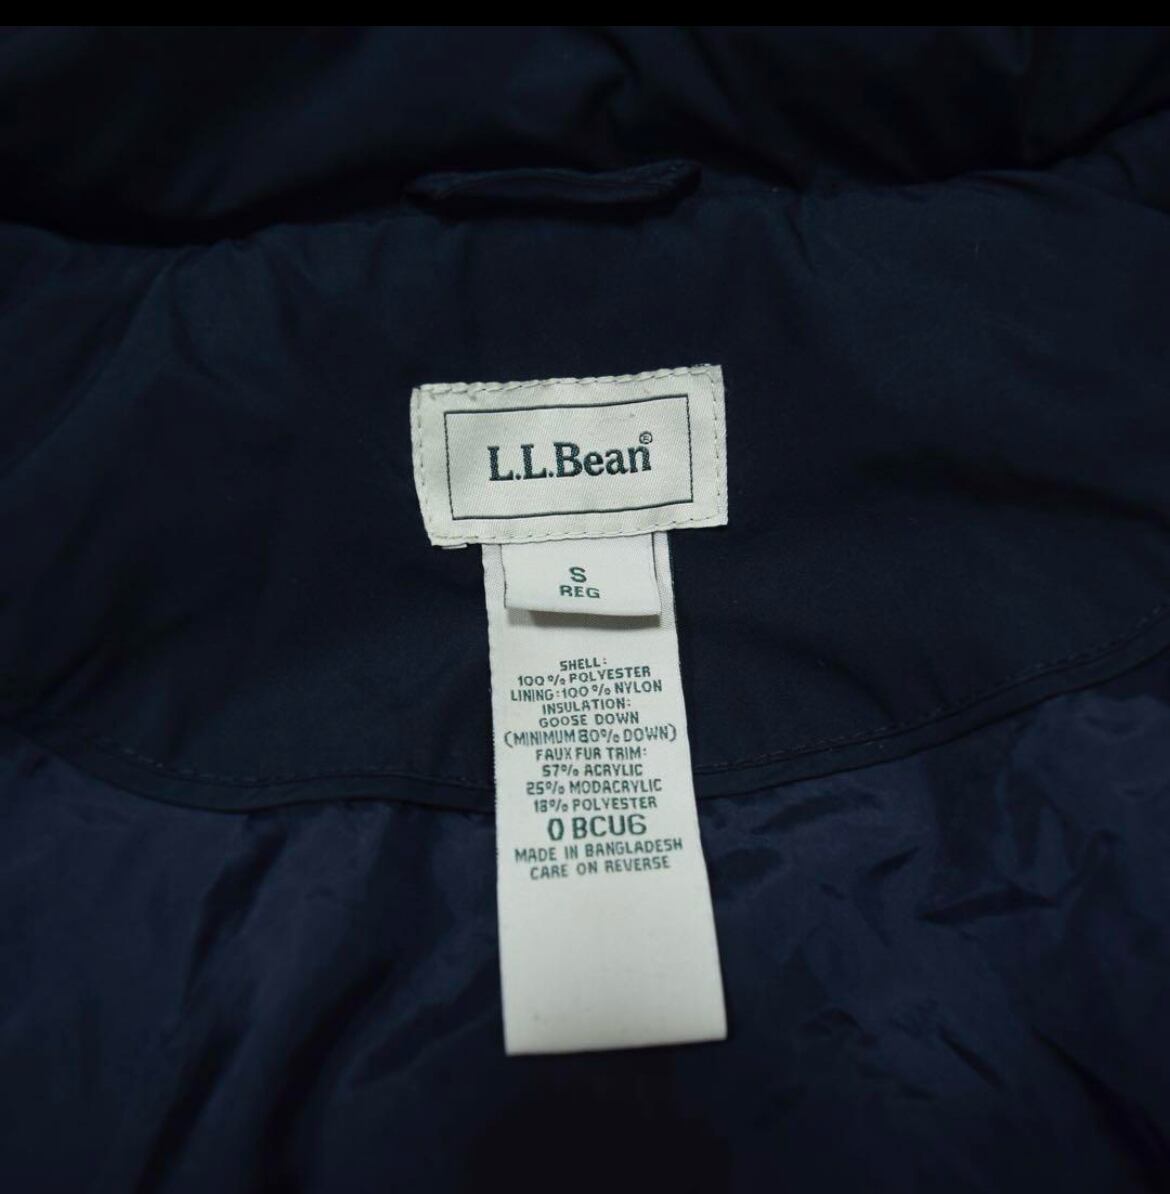 L.L.Bean®
S
REG
SHELL:
100% POLYESTER
LINING:100% NYLON
INSULATION:
GOOSE DOWN
(MINIMUM 80% DOWN)
FAUX FUR TRIM:
57% ACRYLIC
25% MODACRYLIC
18% POLYESTER
0 BCU6
MADE IN BANGLADESH
CARE ON REVERSE